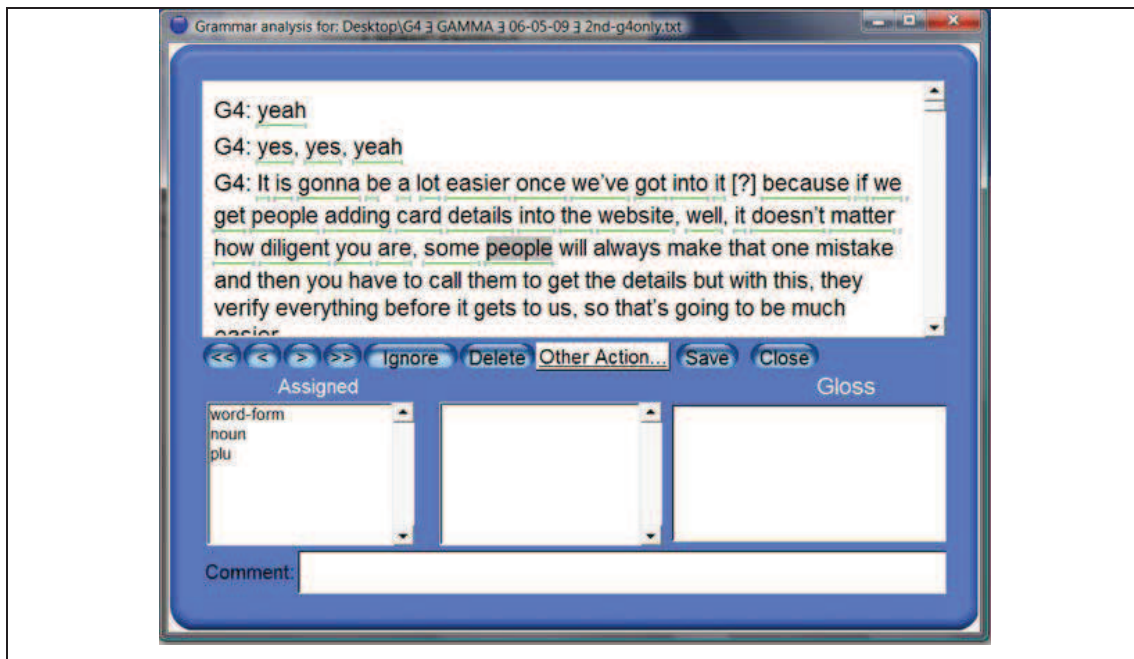 Grammar analysis for: Desktop\G4 ∃ GAMMA ∃ 06-05-09 ∃ 2nd-g4only.txt
G4: yeah
G4: yes, yes, yeah
G4: It is gonna be a lot easier once we've got into it [?] because if we
get people adding card details into the website, well, it doesn't matter
how diligent you are, some people will always make that one mistake
and then you have to call them to get the details but with this, they
verify everything before it gets to us, so that's going to be much
easier
<< < > >> Ignore Delete Other Action... Save Close
Assigned Gloss
word-form
noun
plu
Comment: